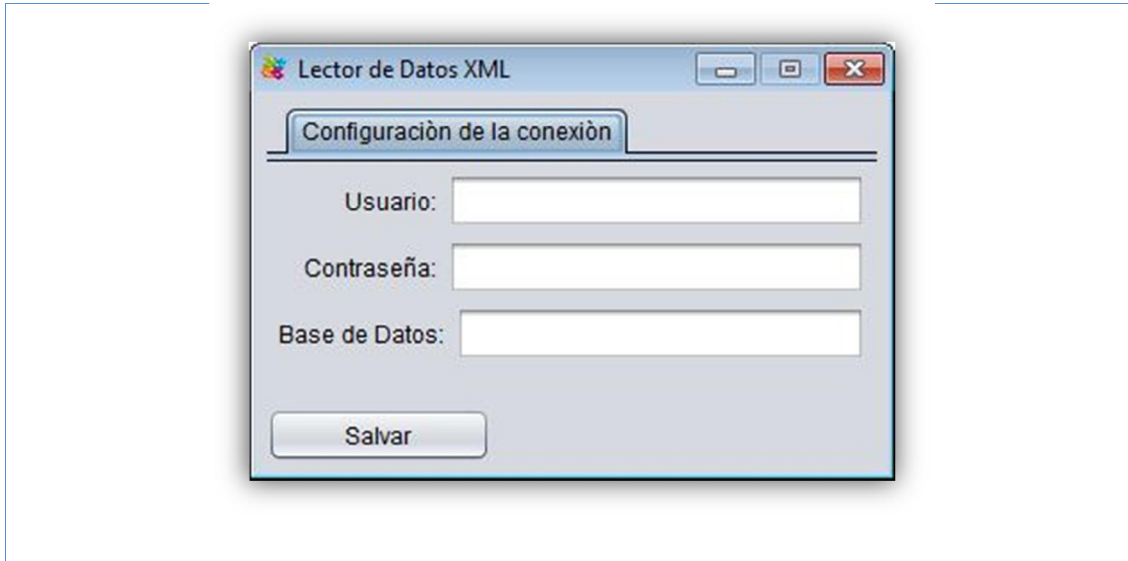 Lector de Datos XML
Configuraciòn de la conexiòn
Usuario:
Contraseña:
Base de Datos:
Salvar